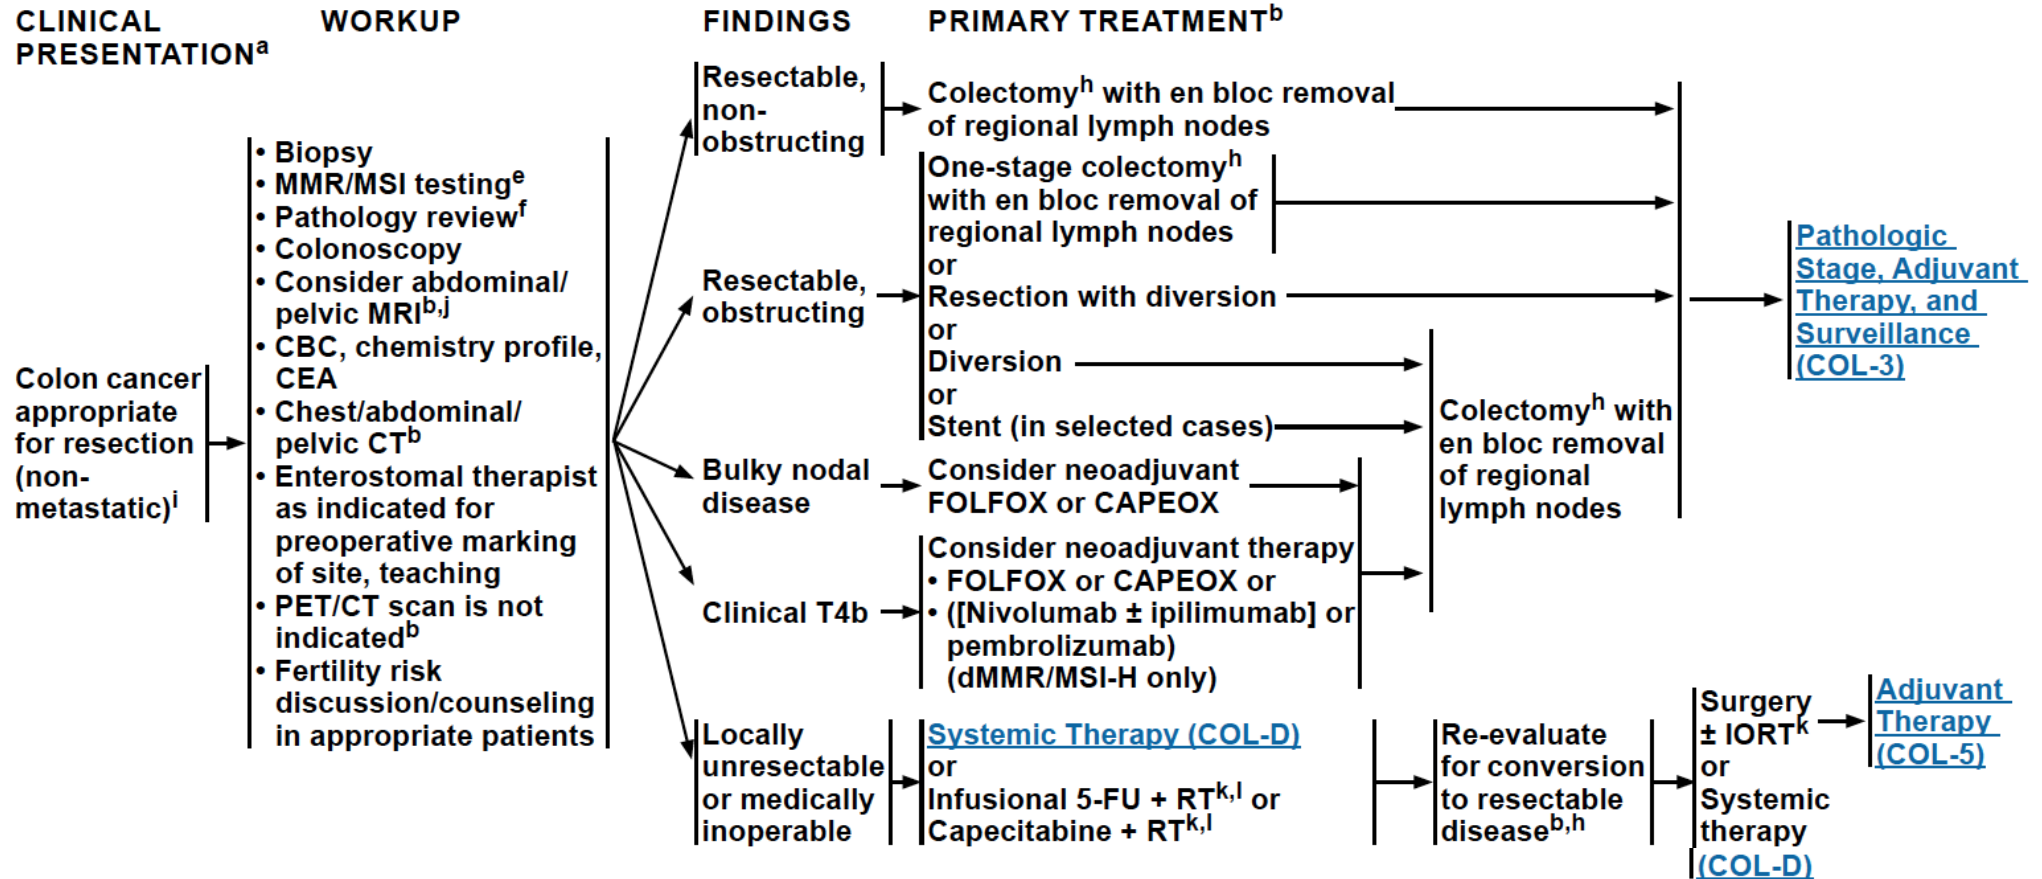 CLINICAL
PRESENTATIONa
WORKUP
FINDINGS
PRIMARY TREATMENTb
Colon cancer
appropriate
for resection
(non-
metastatic)i
• Biopsy
• MMR/MSI testinge
• Pathology reviewf
• Colonoscopy
• Consider abdominal/
pelvic MRIb,j
• CBC, chemistry profile,
CEA
• Chest/abdominal/
pelvic CTb
• Enterostomal therapist
as indicated for
preoperative marking
of site, teaching
• PET/CT scan is not
indicatedb
• Fertility risk
discussion/counseling
in appropriate patients
Resectable,
non-
obstructing
Colectomyh with en bloc removal
of regional lymph nodes
Resectable,
obstructing
One-stage colectomyh
with en bloc removal of
regional lymph nodes
or
Resection with diversion
or
Diversion
or
Stent (in selected cases)
Bulky nodal
disease
Consider neoadjuvant
FOLFOX or CAPEOX
Clinical T4b
Consider neoadjuvant therapy
• FOLFOX or CAPEOX or
• ([Nivolumab ± ipilimumab] or
pembrolizumab)
(dMMR/MSI-H only)
Colectomyh with
en bloc removal
of regional
lymph nodes
Pathologic
Stage, Adjuvant
Therapy, and
Surveillance
(COL-3)
Locally
unresectable
or medically
inoperable
Systemic Therapy (COL-D)
or
Infusional 5-FU + RTk,l or
Capecitabine + RTk,l
Re-evaluate
for conversion
to resectable
diseaseb,h
Surgery
± IORTk
or
Systemic
therapy
(COL-D)
Adjuvant
Therapy
(COL-5)